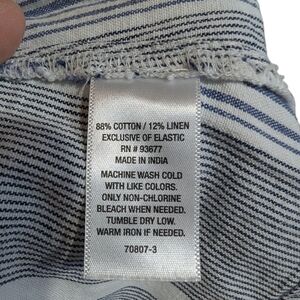 88% COTTON / 12% LINEN
EXCLUSIVE OF ELASTIC
RN # 93677
MADE IN INDIA
MACHINE WASH COLD
WITH LIKE COLORS.
ONLY NON-CHLORINE
BLEACH WHEN NEEDED.
TUMBLE DRY LOW.
WARM IRON IF NEEDED.
70807-3